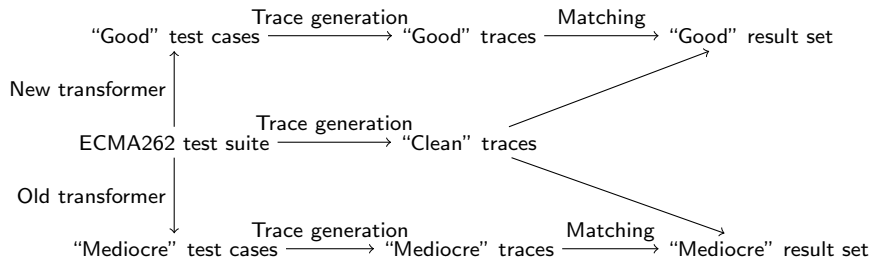 Trace generation Matching
“Good” test cases “Good” traces “Good” result set
New transformer
Trace generation
ECMA262 test suite “Clean” traces
Old transformer
Trace generation Matching
“Mediocre” test cases “Mediocre” traces “Mediocre” result set